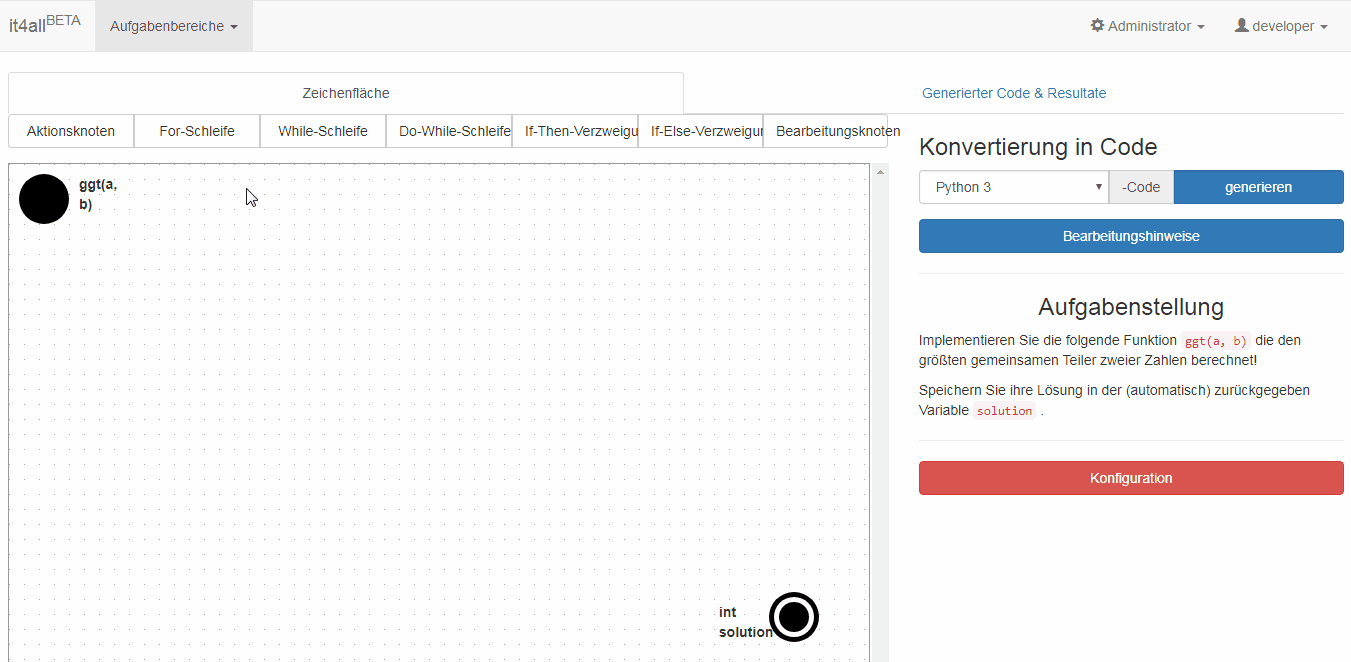 it4allBETA Aufgabenbereiche Administrator developer
Zeichenfläche
Generierter Code & Resultate
Aktionsknoten For-Schleife While-Schleife Do-While-Schleife If-Then-Verzweigu If-Else-Verzweigur Bearbeitungsknoten
ggt(a,
b)
int
solution
Konvertierung in Code
Python 3 -Code generieren
Bearbeitungshinweise
Aufgabenstellung
Implementieren Sie die folgende Funktion ggt(a, b) die den
größten gemeinsamen Teiler zweier Zahlen berechnet!
Speichern Sie ihre Lösung in der (automatisch) zurückgegeben
Variable solution .
Konfiguration